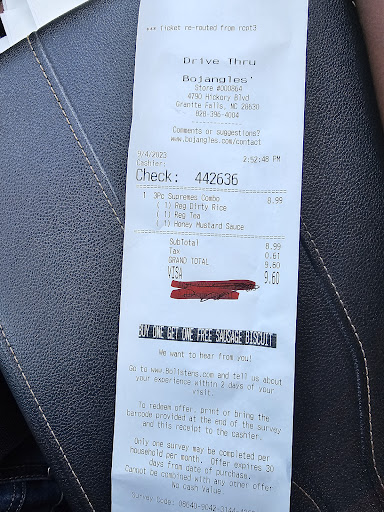 *** Ticket re-routed from rcpt3
Drive Thru
Bojangles'
Store #000864
4790 Hickory Blvd
Granite Falls, NC 28630
828-396-4004
Comments or suggestions?
www.bojangles.com/contact
9/4/2023 2:52:48 PM
Cashier:
Check: 442636
1 3Pc Supremes Combo 8.99
( 1) Reg Dirty Rice
( 1) Reg Tea
( 1) Honey Mustard Sauce
SubTotal 8.99
Tax 0.61
GRAND TOTAL 9.60
VISA 9.60
BUY ONE GET ONE FREE SAUSAGE BISCUIT
We want to hear from you!
Go to www.Bolistens.com and tell us about
your experience within 2 days of your
visit.
To redeem offer, print or bring the
barcode provided at the end of the survey
and this receipt to the cashier.
Only one survey may be completed per
household per month. Offer expires 30
days from date of purchase.
Cannot be combined with any other offer
No cash value.
Survey Code: